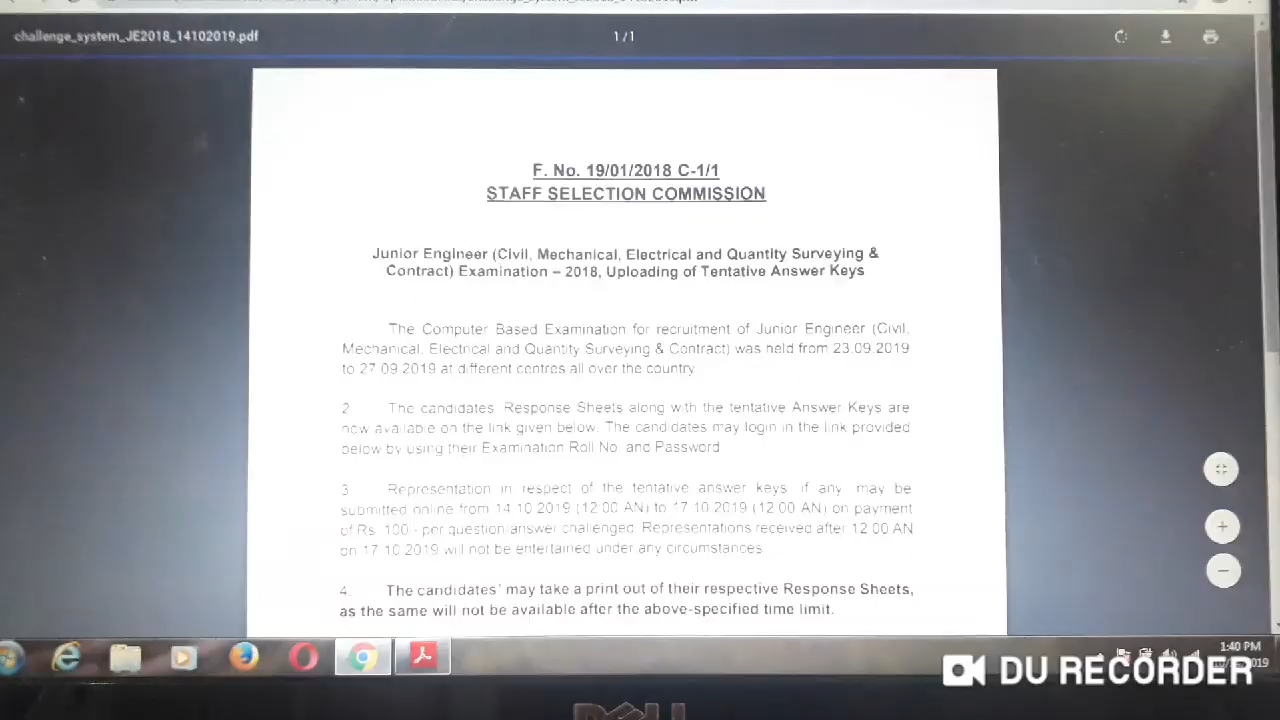 challenge_system_JE2018_14102019.pdf
1/1
F. No. 19/01/2018 C-1/1
STAFF SELECTION COMMISSION
Junior Engineer (Civil, Mechanical, Electrical and Quantity Surveying &
Contract) Examination – 2018, Uploading of Tentative Answer Keys
The Computer Based Examination for recruitment of Junior Engineer (Civil,
Mechanical, Electrical and Quantity Surveying & Contract) was held from 23.09.2019
to 27.09.2019 at different centres all over the country
2 The candidates' Response Sheets along with the tentative Answer Keys are
now available on the link given below. The candidates may login in the link provided
below by using their Examination Roll No. and Password
3 Representation in respect of the tentative answer keys, if any, may be
submitted online from 14.10.2019 (12:00 AN) to 17.10.2019 (12:00 AN) on payment
of Rs. 100/- per question/answer challenged. Representations received after 12:00 AN
on 17.10.2019 will not be entertained under any circumstances
4. The candidates' may take a print out of their respective Response Sheets,
as the same will not be available after the above-specified time limit.
1:40 PM
DU RECORDER
DELL